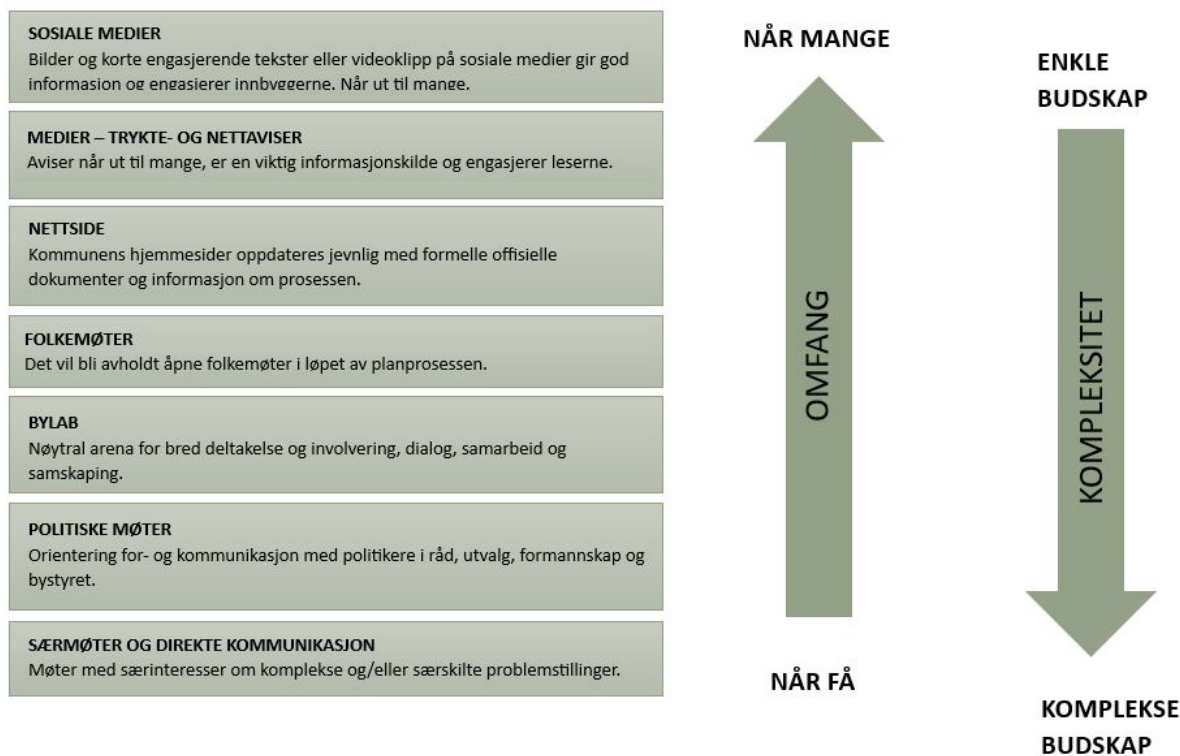 SOSIALE MEDIER
Bilder og korte engasjerende tekster eller videoklipp på sosiale medier gir god
informasjon og engasjerer innbyggerne. Når ut til mange.
MEDIER – TRYKTE- OG NETTAVISER
Aviser når ut til mange, er en viktig informasjonskilde og engasjerer leserne.
NETTSIDE
Kommunens hjemmesider oppdateres jevnlig med formelle offisielle
dokumenter og informasjon om prosessen.
FOLKEMØTER
Det vil bli avholdt åpne folkemøter i løpet av planprosessen.
BYLAB
Nøytral arena for bred deltakelse og involvering, dialog, samarbeid og
samskaping.
POLITISKE MØTER
Orientering for- og kommunikasjon med politikere i råd, utvalg, formannskap og
bystyret.
SÆRMØTER OG DIREKTE KOMMUNIKASJON
Møter med særinteresser om komplekse og/eller særskilte problemstillinger.
NÅR MANGE
OMFANG
NÅR FÅ
ENKLE
BUDSKAP
KOMPLEKSITET
KOMPLEKSE
BUDSKAP